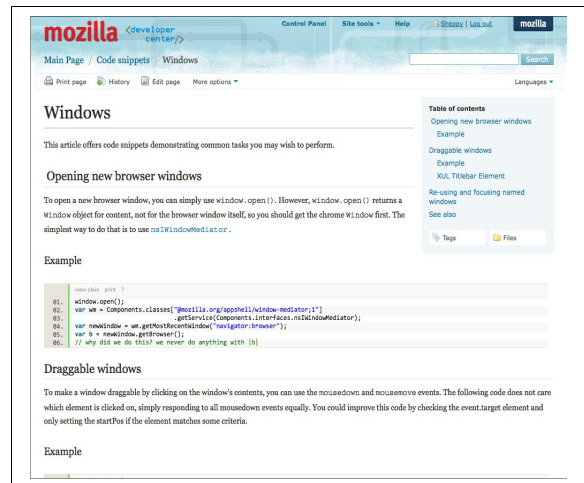 mozilla <developer center/>
Control Panel Site tools Help Sheppy | Log out mozilla
Main Page / Code snippets / Windows
Search
Print page History Edit page More options Languages
Windows
This article offers code snippets demonstrating common tasks you may wish to perform.
Table of contents
Opening new browser windows
Example
Draggable windows
Example
XUL Titlebar Element
Re-using and focusing named
windows
See also
Tags Files
Opening new browser windows
To open a new browser window, you can simply use window.open(). However, window.open() returns a
Window object for content, not for the browser window itself, so you should get the chrome Window first. The
simplest way to do that is to use nsIWindowMediator.
Example
view plain print ?
01. window.open();
02. var wm = Components.classes["@mozilla.org/appshell/window-mediator;1"]
03. .getService(Components.interfaces.nsIWindowMediator);
04. var newWindow = wm.getMostRecentWindow("navigator:browser");
05. var b = newWindow.getBrowser();
06. // why did we do this? we never do anything with |b|
Draggable windows
To make a window draggable by clicking on the window's contents, you can use the mousedown and mousemove events. The following code does not care
which element is clicked on, simply responding to all mousedown events equally. You could improve this code by checking the event.target element and
only setting the startPos if the element matches some criteria.
Example